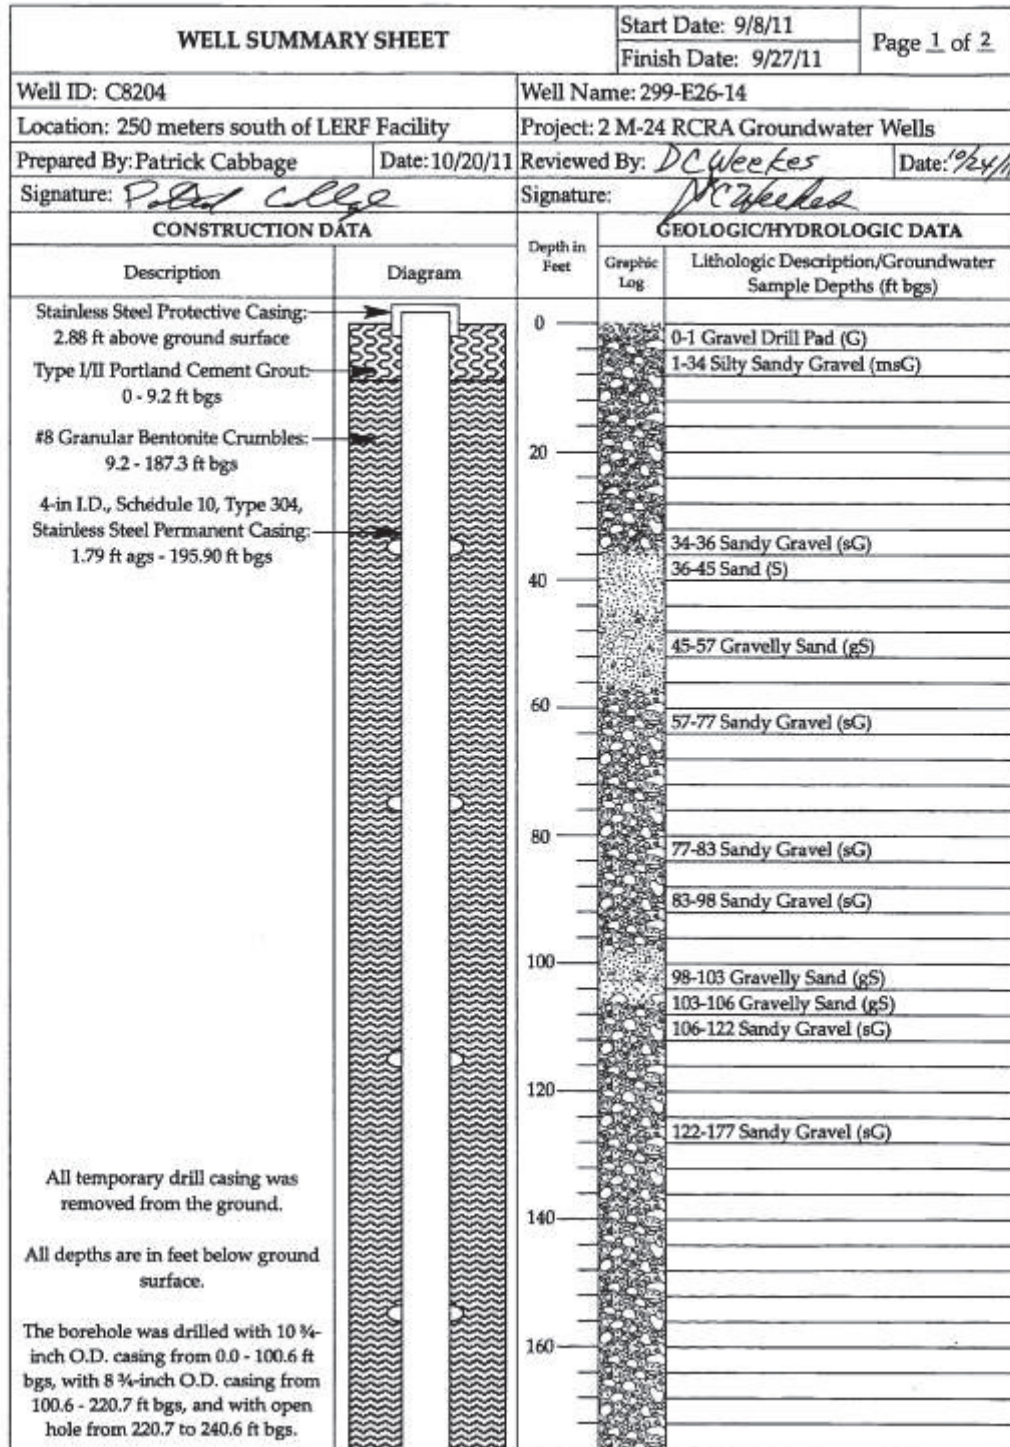 WELL SUMMARY SHEET
Start Date: 9/8/11
Finish Date: 9/27/11
Page 1 of 2
Well ID: C8204
Well Name: 299-E26-14
Location: 250 meters south of LERF Facility
Project: 2 M-24 RCRA Groundwater Wells
Prepared By: Patrick Cabbage
Date: 10/20/11
Reviewed By: DC Weekes
Date: 10/24/11
Signature:
Signature: DC Weekes
CONSTRUCTION DATA
Depth in
Feet
GEOLOGIC/HYDROLOGIC DATA
Description
Diagram
Graphic
Log
Lithologic Description/Groundwater
Sample Depths (ft bgs)
Stainless Steel Protective Casing:
2.88 ft above ground surface
Type I/II Portland Cement Grout:
0 - 9.2 ft bgs
#8 Granular Bentonite Crumbles:
9.2 - 187.3 ft bgs
4-in I.D., Schedule 10, Type 304,
Stainless Steel Permanent Casing:
1.79 ft ags - 195.90 ft bgs
All temporary drill casing was
removed from the ground.
All depths are in feet below ground
surface.
The borehole was drilled with 10 ¾-
inch O.D. casing from 0.0 - 100.6 ft
bgs, with 8 ¾-inch O.D. casing from
100.6 - 220.7 ft bgs, and with open
hole from 220.7 to 240.6 ft bgs.
0
20
40
60
80
100
120
140
160
0-1 Gravel Drill Pad (G)
1-34 Silty Sandy Gravel (msG)
34-36 Sandy Gravel (sG)
36-45 Sand (S)
45-57 Gravelly Sand (gS)
57-77 Sandy Gravel (sG)
77-83 Sandy Gravel (sG)
83-98 Sandy Gravel (sG)
98-103 Gravelly Sand (gS)
103-106 Gravelly Sand (gS)
106-122 Sandy Gravel (sG)
122-177 Sandy Gravel (sG)